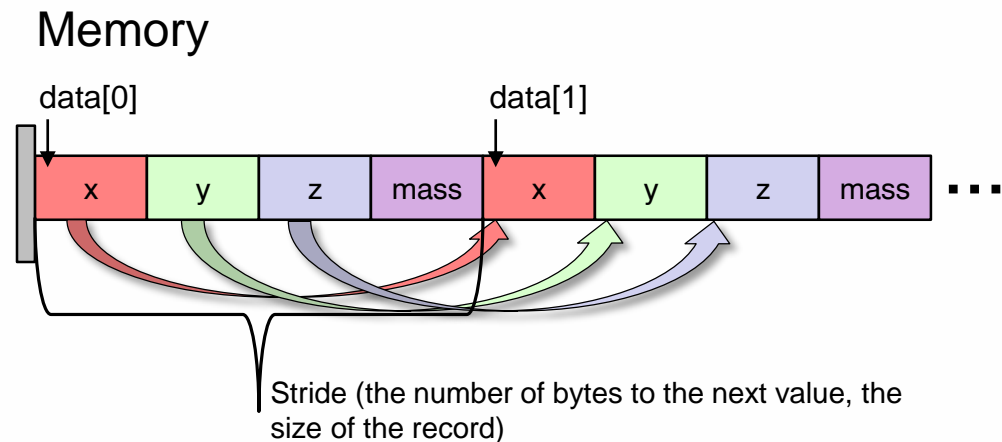 Memory
data[0] data[1]
x y z mass x y z mass ...
Stride (the number of bytes to the next value, the
size of the record)